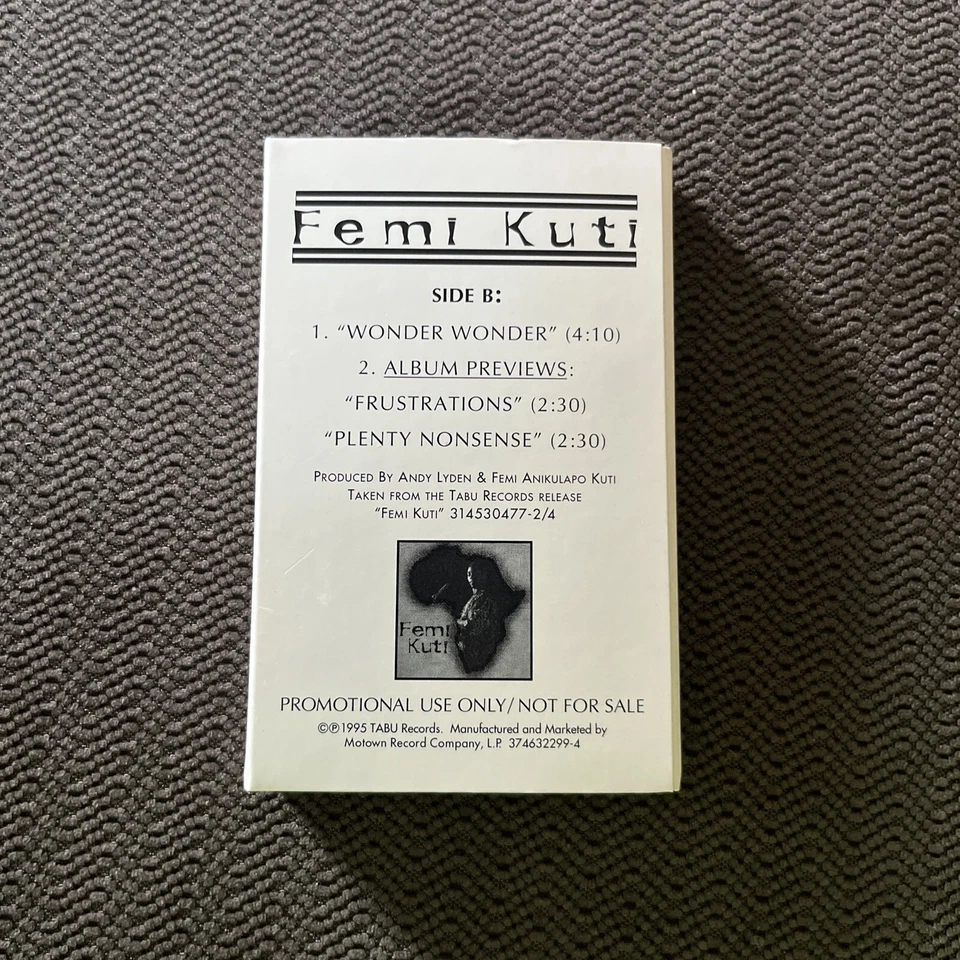 Femi Kuti
SIDE B:
1. “WONDER WONDER” (4:10)
2. ALBUM PREVIEWS:
“FRUSTRATIONS” (2:30)
“PLENTY NONSENSE” (2:30)
PRODUCED BY ANDY LYDEN & FEMI ANIKULAPO KUTI
TAKEN FROM THE TABU RECORDS RELEASE
“FEMI KUTI” 314530477-2/4
Femi
Kuti
PROMOTIONAL USE ONLY/NOT FOR SALE
©℗1995 TABU Records. Manufactured and Marketed by
Motown Record Company, L.P. 374632299-4